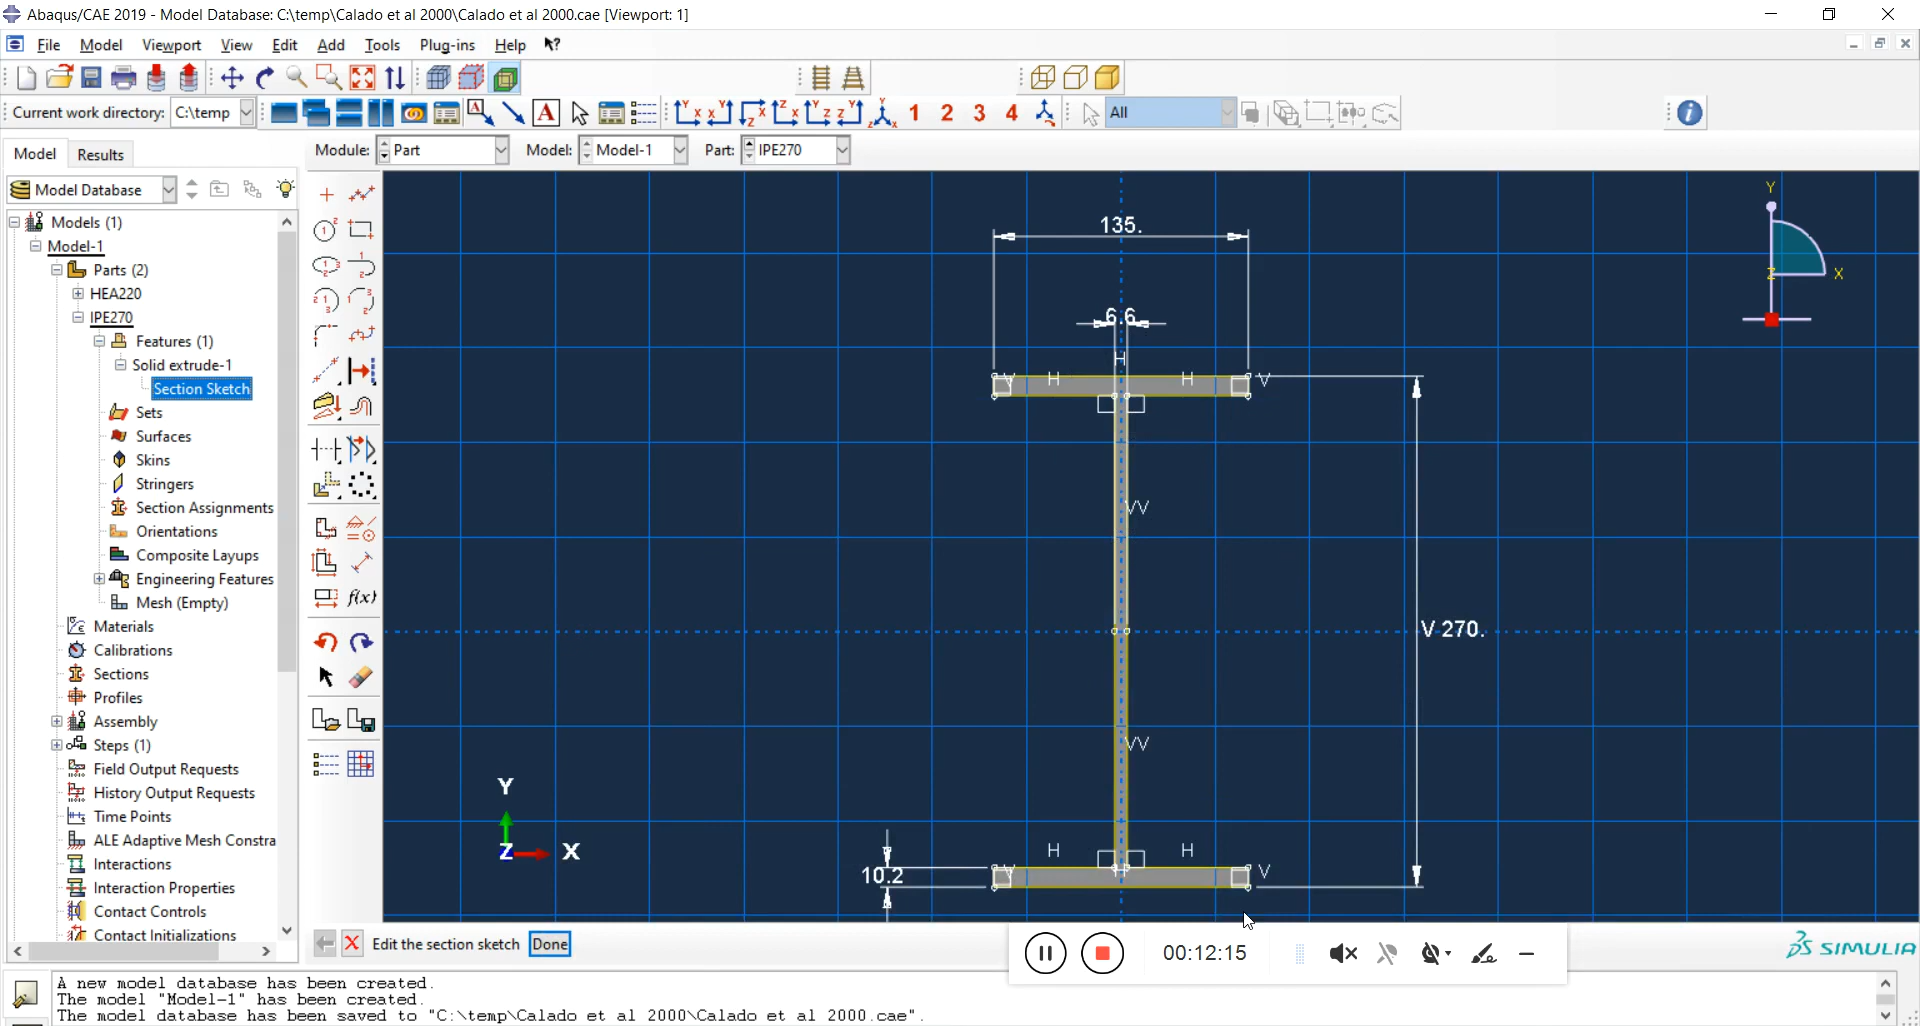 Abaqus/CAE 2019 - Model Database: C:\temp\Calado et al 2000\Calado et al 2000.cae [Viewport: 1]
File Model Viewport View Edit Add Tools Plug-ins Help
Current work directory: C:\temp
1 2 3 4
All
Model Results
Module: Part Model: Model-1 Part: IPE270
Model Database
Models (1)
Model-1
Parts (2)
HEA220
IPE270
Features (1)
Solid extrude-1
Section Sketch
Sets
Surfaces
Skins
Stringers
Section Assignments
Orientations
Composite Layups
Engineering Features
Mesh (Empty)
Materials
Calibrations
Sections
Profiles
Assembly
Steps (1)
Field Output Requests
History Output Requests
Time Points
ALE Adaptive Mesh Constra
Interactions
Interaction Properties
Contact Controls
Contact Initializations
f(x)
135.
6.6
H
V H H V
VV
V 270.
VV
H H
10.2
V H V
Y
Z X
Y
Z X
Edit the section sketch Done
00:12:15
SIMULIA
A new model database has been created.
The model "Model-1" has been created.
The model database has been saved to "C:\temp\Calado et al 2000\Calado et al 2000.cae".